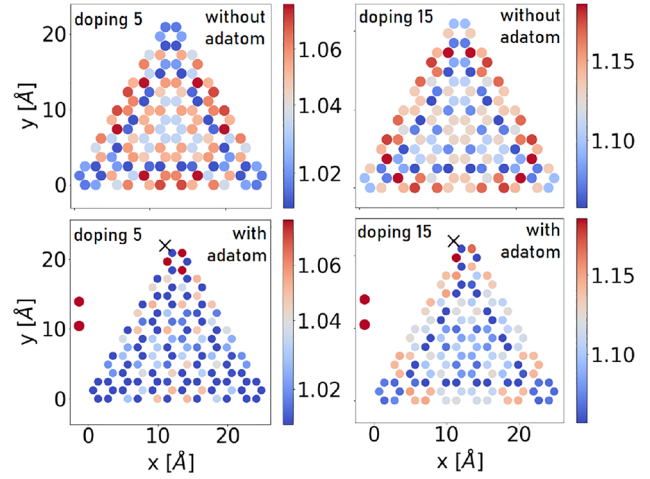 doping 5 without adatom
20
10
0
y [Å]
1.06
1.04
1.02
doping 15 without adatom
1.15
1.10
doping 5 with adatom
20
10
0
y [Å]
0 10 20
x [Å]
1.06
1.04
1.02
doping 15 with adatom
0 10 20
x [Å]
1.15
1.10